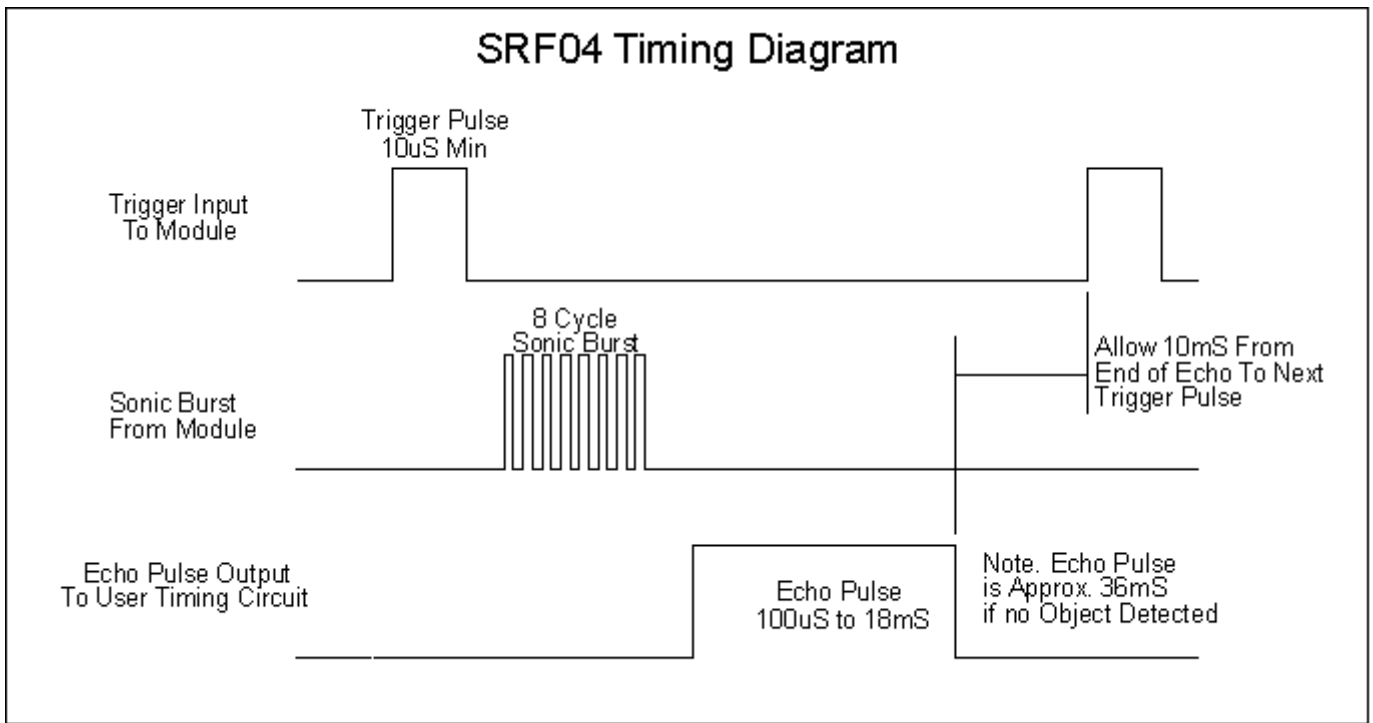 SRF04 Timing Diagram
Trigger Pulse
10uS Min
Trigger Input
To Module
8 Cycle
Sonic Burst
Allow 10mS From
End of Echo To Next
Trigger Pulse
Sonic Burst
From Module
Echo Pulse Output
To User Timing Circuit
Echo Pulse
100uS to 18mS
Note. Echo Pulse
is Approx. 36mS
if no Object Detected